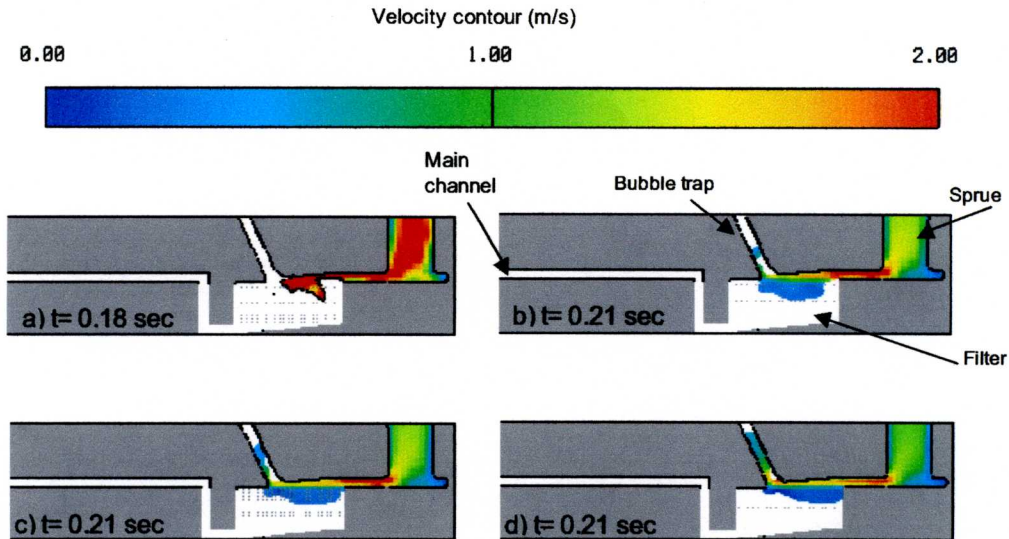 Velocity contour (m/s)
0.00 1.00 2.00
Main
channel
Bubble trap
Sprue
a) t= 0.18 sec
b) t= 0.21 sec
Filter
c) t= 0.21 sec
d) t= 0.21 sec